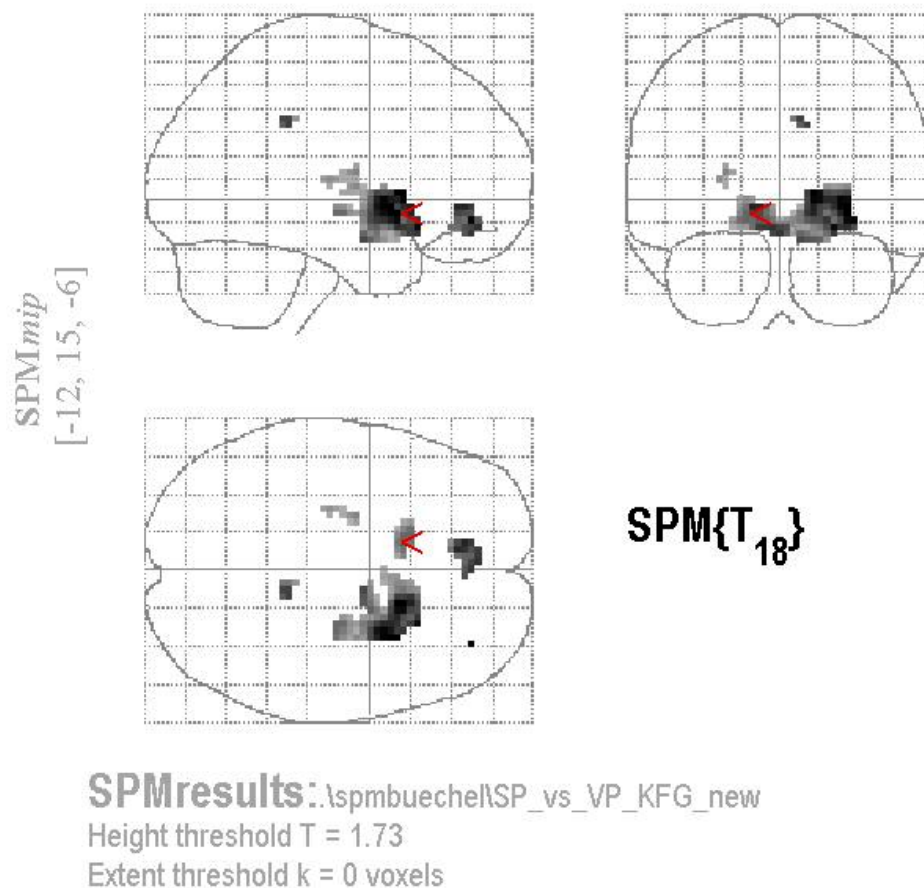 SPMmip
[-12, 15, -6]
<
<
<
SPM{T18}
SPMresults:.\spmbuechel\SP_vs_VP_KFG_new
Height threshold T = 1.73
Extent threshold k = 0 voxels